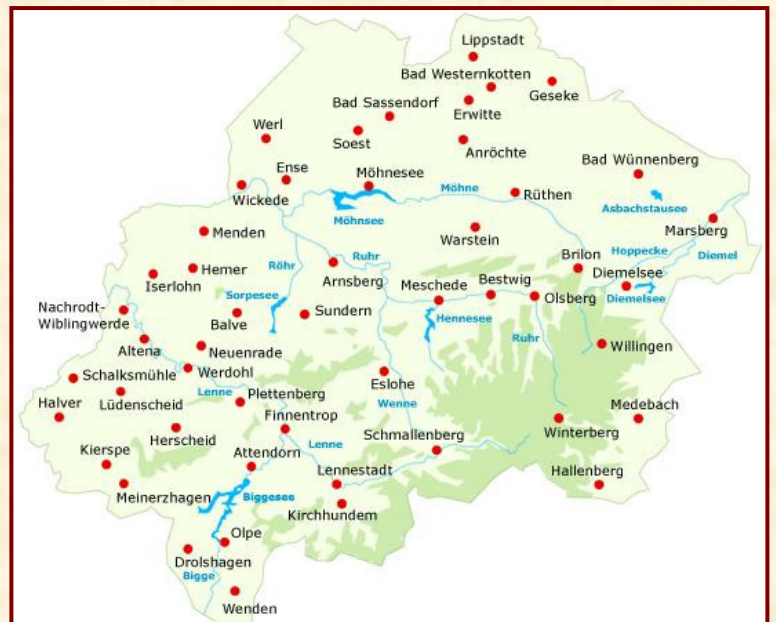 Lippstadt
Bad Westernkotten
Geseke
Bad Sassendorf
Erwitte
Werl
Soest
Anröchte
Bad Wünnenberg
Ense
Möhnesee
Möhne
Rüthen
Wickede
Möhnsee
Asbachstausee
Marsberg
Menden
Warstein
Hoppecke
Diemel
Röhr
Ruhr
Brilon
Hemer
Arnsberg
Diemelsee
Iserlohn
Meschede
Bestwig
Olsberg
Diemelsee
Sorpesee
Nachrodt-
Wiblingwerde
Balve
Sundern
Hennesee
Ruhr
Altena
Neuenrade
Willingen
Schalksmühle
Werdohl
Eslohe
Lenne
Plettenberg
Wenne
Halver
Lüdenscheid
Medebach
Finnentrop
Herscheid
Lenne
Schmallenberg
Winterberg
Kierspe
Attendorn
Lennestadt
Hallenberg
Meinerzhagen
Biggesee
Kirchhundem
Olpe
Drolshagen
Bigge
Wenden